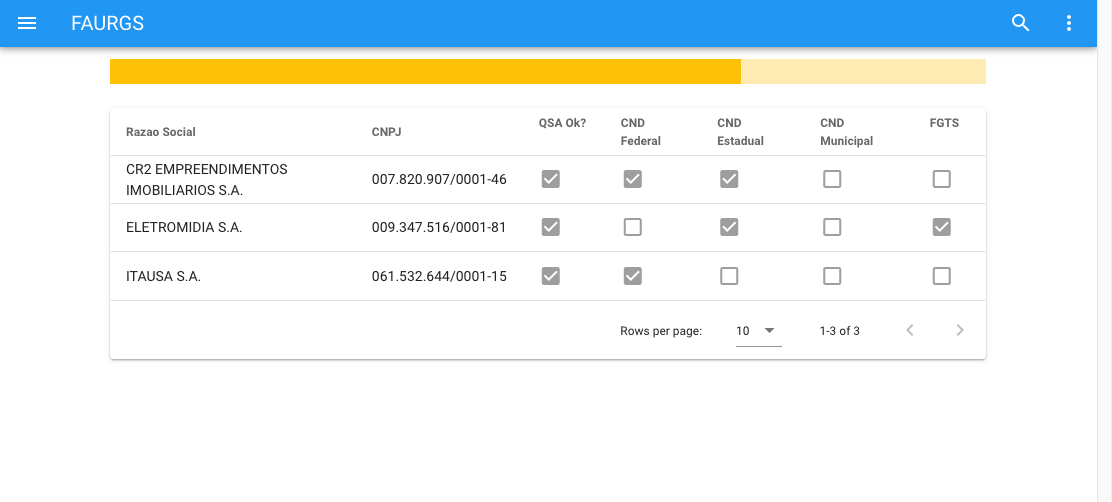 FAURGS
Razao Social CNPJ QSA Ok? CND Federal CND Estadual CND Municipal FGTS
CR2 EMPREENDIMENTOS
IMOBILIARIOS S.A. 007.820.907/0001-46
ELETROMIDIA S.A. 009.347.516/0001-81
ITAUSA S.A. 061.532.644/0001-15
Rows per page: 10 1-3 of 3